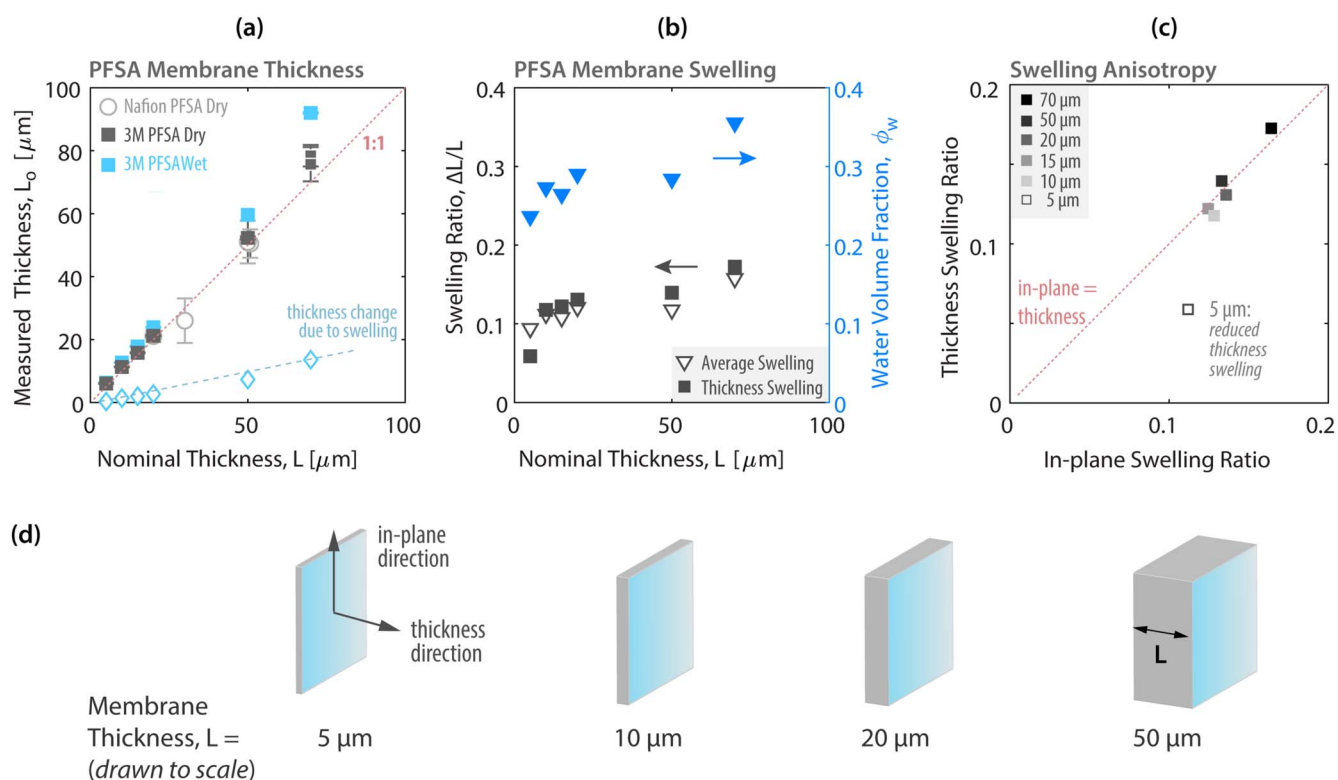 (a)
PFSA Membrane Thickness
Measured Thickness, Lo [μm]
100
80
60
40
20
0
Nafion PFSA Dry
3M PFSA Dry
3M PFSAWet
1:1
thickness change
due to swelling
0
50
100
Nominal Thickness, L [μm]
(b)
PFSA Membrane Swelling
Swelling Ratio, ΔL/L
0.4
0.3
0.2
0.1
0
Average Swelling
Thickness Swelling
0.4
0.3
0.2
0.1
0
Water Volume Fraction, ϕw
0
50
100
Nominal Thickness, L [μm]
(c)
Swelling Anisotropy
Thickness Swelling Ratio
0.2
0.1
0
70 μm
50 μm
20 μm
15 μm
10 μm
5 μm
in-plane =
thickness
5 μm:
reduced
thickness
swelling
0
0.1
0.2
In-plane Swelling Ratio
(d)
in-plane
direction
thickness
direction
L
Membrane
Thickness, L =
(drawn to scale)
5 μm
10 μm
20 μm
50 μm